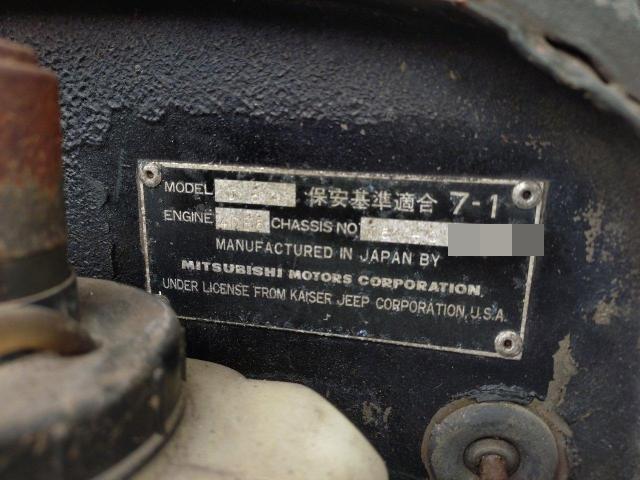 MODEL 保安基準適合 7-1
ENGINE CHASSIS NO
MANUFACTURED IN JAPAN BY
MITSUBISHI MOTORS CORPORATION.
UNDER LICENSE FROM KAISER JEEP CORPORATION, U.S.A.